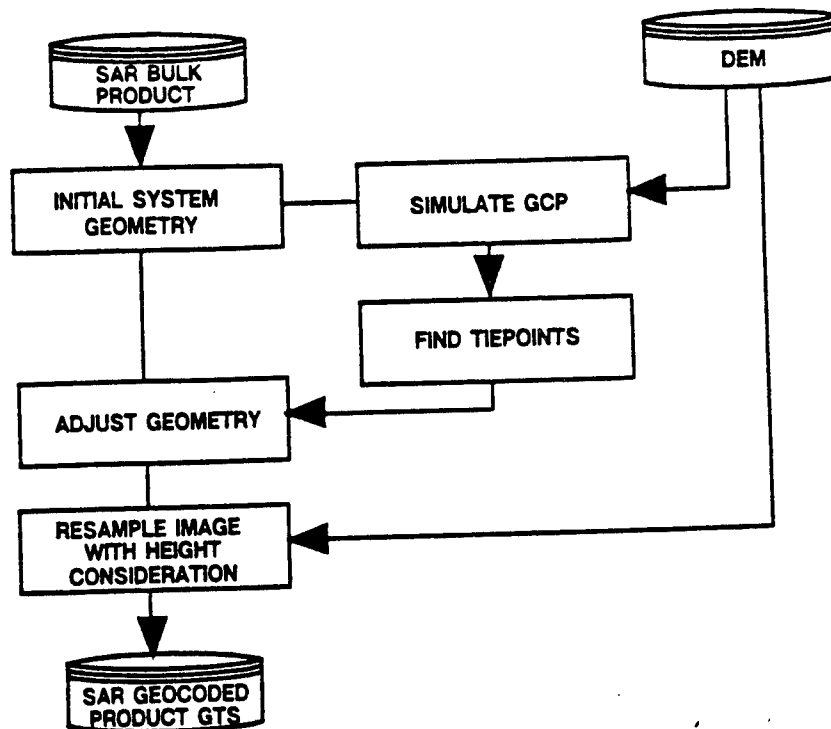 SAR BULK
PRODUCT
DEM
INITIAL SYSTEM
GEOMETRY
SIMULATE GCP
FIND TIEPOINTS
ADJUST GEOMETRY
RESAMPLE IMAGE
WITH HEIGHT
CONSIDERATION
SAR GEOCODED
PRODUCT GTS